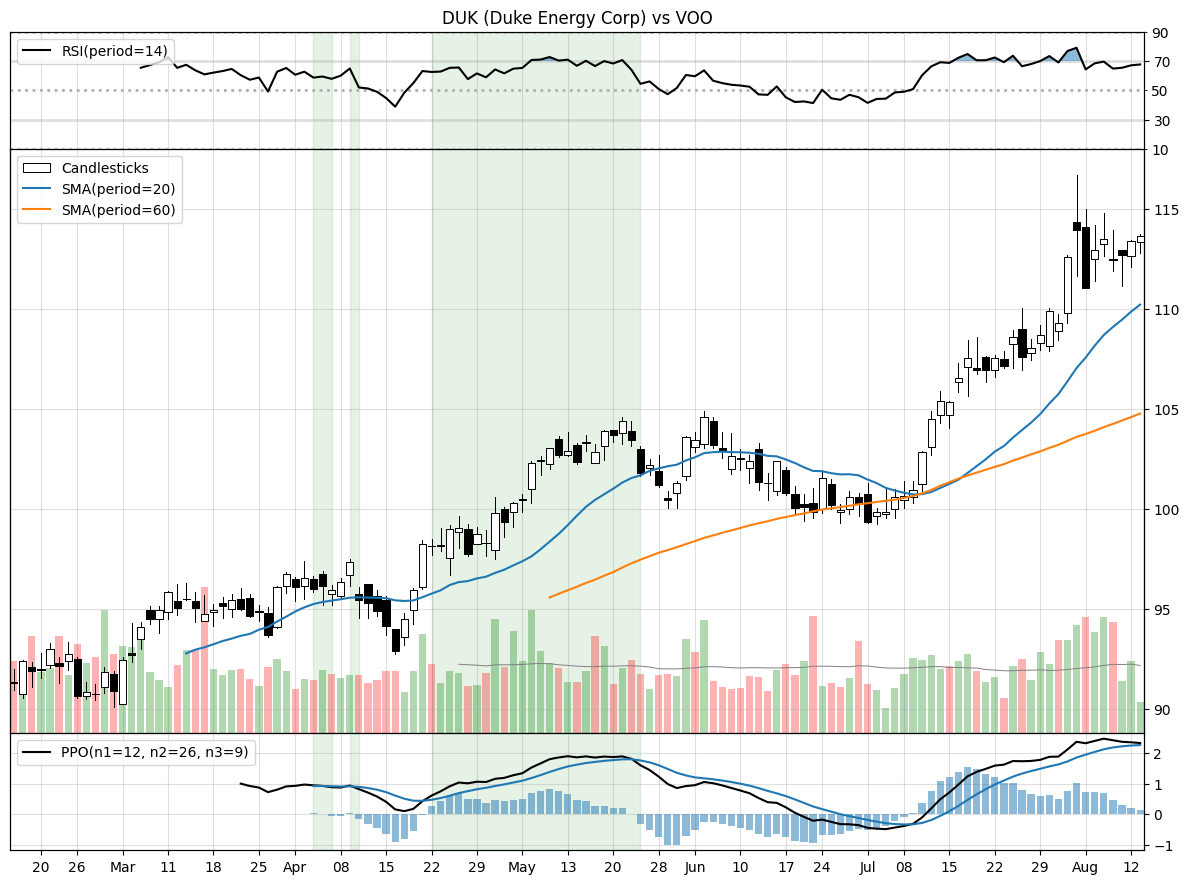 DUK (Duke Energy Corp) vs VOO
RSI(period=14)
90
70
50
30
10
Candlesticks
SMA(period=20)
SMA(period=60)
115
110
105
100
95
90
PPO(n1=12, n2=26, n3=9)
2
1
0
−1
20 26 Mar 11 18 25 Apr 08 15 22 29 May 13 20 28 Jun 10 17 24 Jul 08 15 22 29 Aug 12